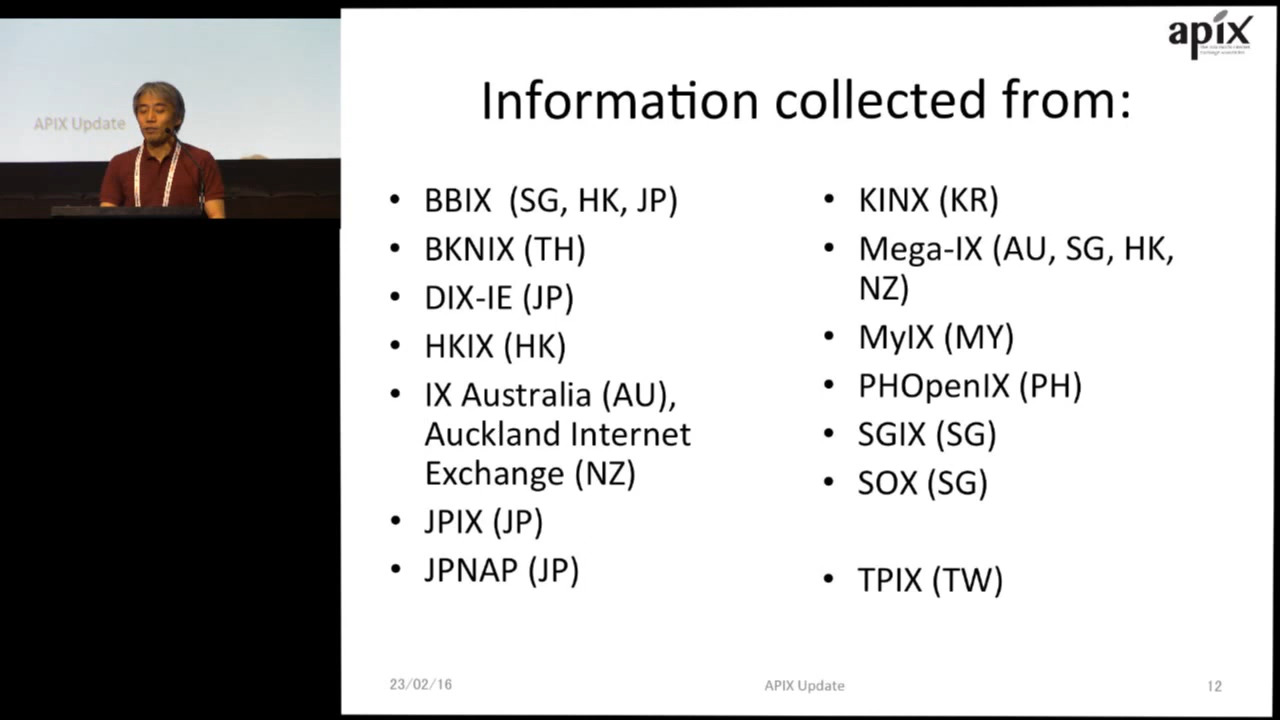 APIX Update
apix
Information collected from:
• BBIX (SG, HK, JP)
• BKNIX (TH)
• DIX-IE (JP)
• HKIX (HK)
• IX Australia (AU),
Auckland Internet
Exchange (NZ)
• JPIX (JP)
• JPNAP (JP)
• KINX (KR)
• Mega-IX (AU, SG, HK,
NZ)
• MyIX (MY)
• PHOpenIX (PH)
• SGIX (SG)
• SOX (SG)
• TPIX (TW)
23/02/16
APIX Update
12